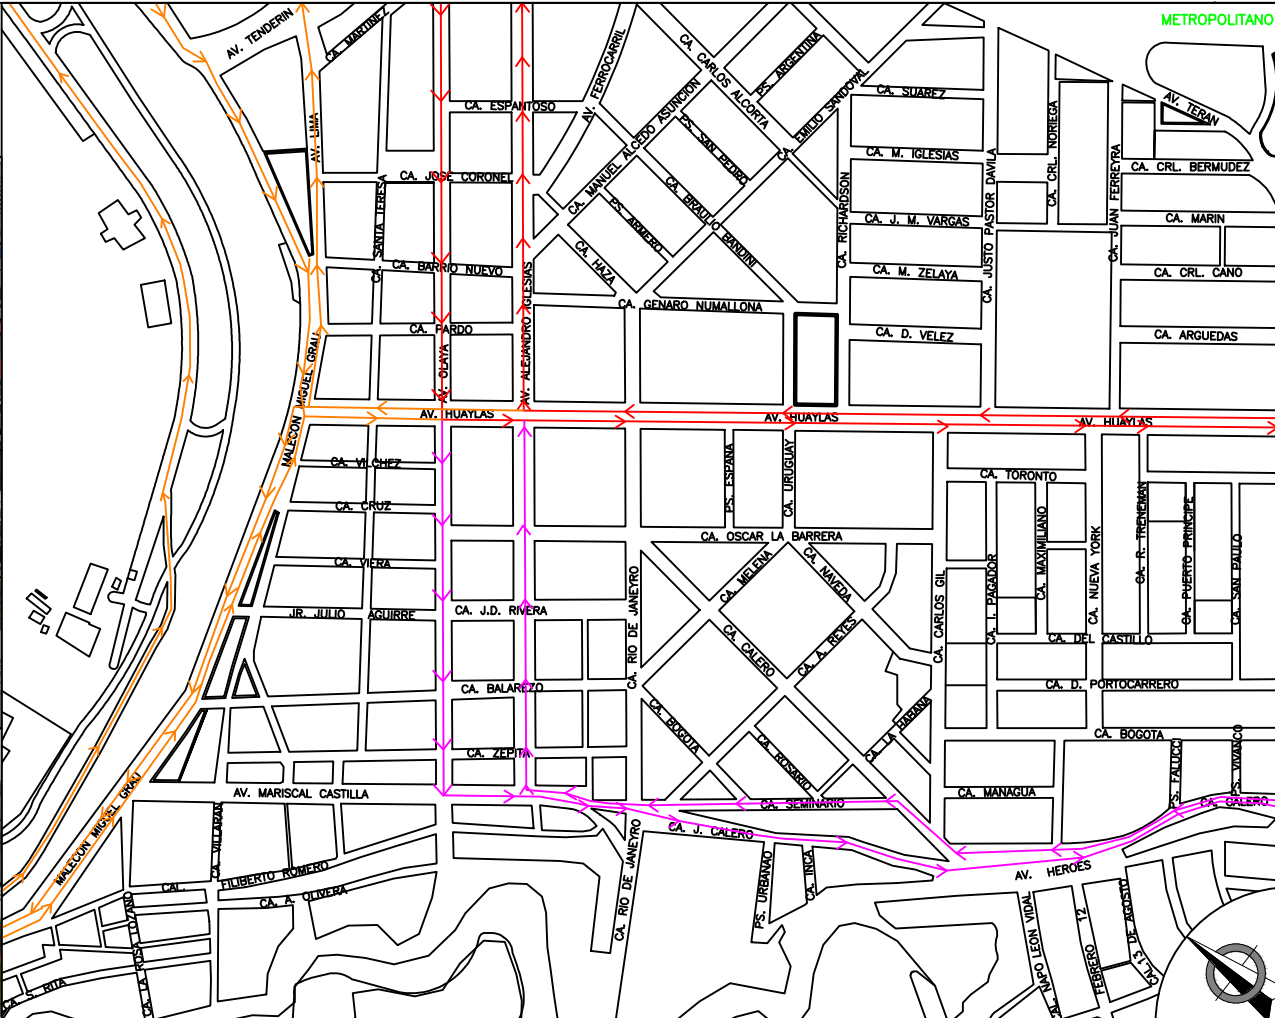 METROPOLITANO
AV. TENDERIN
CA. MARTINEZ
AV. FERROCARRIL
CA. CARLOS ALCORTA
PS. ARGENTINA
CA. EMILIO SANDOVAL
CA. SUAREZ
AV. TERAN
CA. ESPANTOSO
AV. LIMA
CA. MANUEL ALCEDO ASUNCION
PS. SAN PEDRO
CA. M. IGLESIAS
CA. JUSTO PASTOR DAVILA
CA. CRL. NORIEGA
CA. JUAN FERREYRA
CA. CRL. BERMUDEZ
CA. JOSE CORONEL
CA. SANTA TERESA
CA. BRAULIO BANDINI
PS. ARMERO
CA. HAZA
CA. RICHARDSON
CA. J. M. VARGAS
CA. MARIN
CA. BARRIO NUEVO
CA. M. ZELAYA
CA. CRL. CANO
CA. GENARO NUMALLONA
CA. PARDO
AV. OLAYA
AV. ALEJANDRO IGLESIAS
CA. D. VELEZ
CA. ARGUEDAS
MALECON MIGUEL GRAU
AV. HUAYLAS
AV. HUAYLAS
AV. HUAYLAS
CA. VILCHEZ
PS. ESPAÑA
CA. URUGUAY
CA. TORONTO
CA. CRUZ
CA. OSCAR LA BARRERA
CA. MAXIMILIANO
CA. NUEVA YORK
CA. R. TRENEMAN
CA. PUERTO PRINCIPE
CA. SAN PAULO
CA. VIERA
CA. MELENA
CA. NAVEDA
CA. CARLOS GIL
CA. I. PAGADOR
JR. JULIO AGUIRRE
CA. J.D. RIVERA
CA. RIO DE JANEYRO
CA. CALERO
CA. A. REYES
CA. DEL CASTILLO
CA. BALAREZO
CA. D. PORTOCARRERO
CA. BOGOTA
CA. LA HABANA
CA. BOGOTA
CA. ZEPITA
CA. ROSARIO
PS. FALUCCI
PS. VIVANCO
AV. MARISCAL CASTILLA
CA. SEMINARIO
CA. MANAGUA
CA. CALERO
MALECON MIGUEL GRAU
CA. VILLARAN
CA. J. CALERO
CAL. FILIBERTO ROMERO
CA. A. OLIVERA
CA. RIO DE JANEYRO
PS. URBANO
CA. INCA
AV. HEROES
CA. LA ROSA LOZANO
CAL. NAPO LEON VIDAL
12 FEBRERO
CAL.13 DE AGOSTO
CA. S. RITA